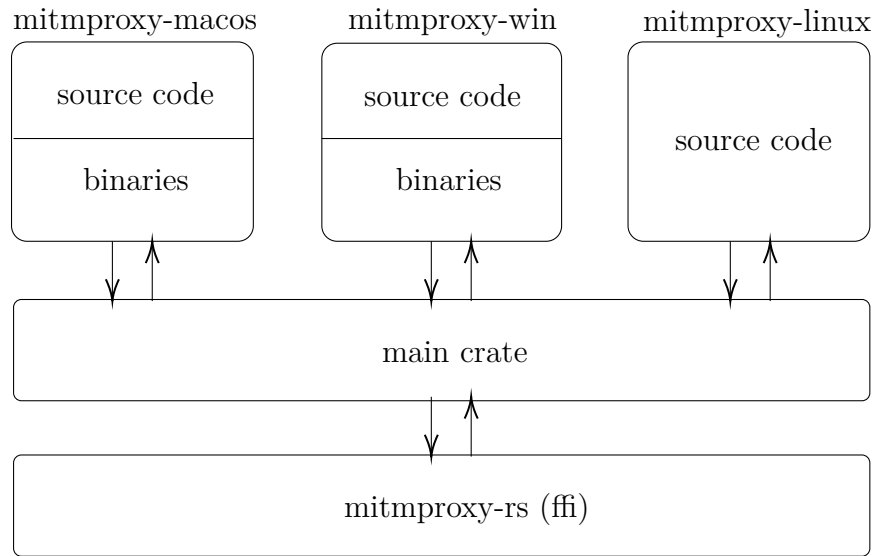 mitmproxy-macos
mitmproxy-win
mitmproxy-linux
source code
source code
source code
binaries
binaries
main crate
mitmproxy-rs (ffi)